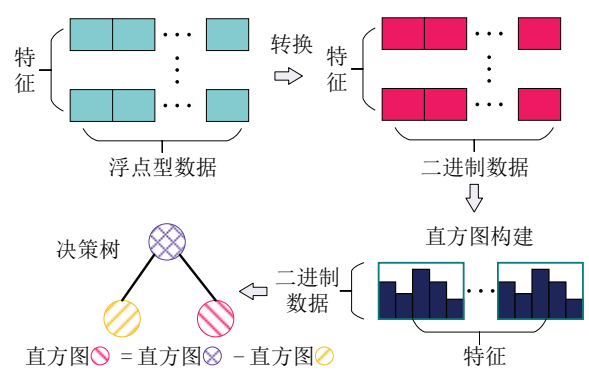 特征
转换
特征
浮点型数据
二进制数据
直方图构建
决策树
二进制
数据
直方图 =直方图 −直方图
特征